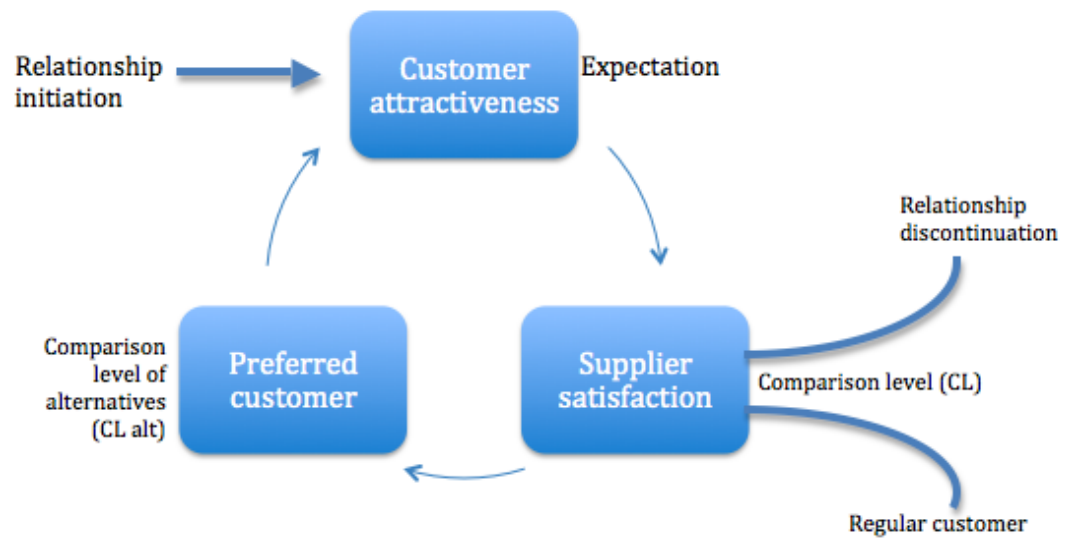 Relationship
initiation
Customer
attractiveness
Expectation
Relationship
discontinuation
Comparison
level of
alternatives
(CL alt)
Preferred
customer
Supplier
satisfaction
Comparison level (CL)
Regular customer